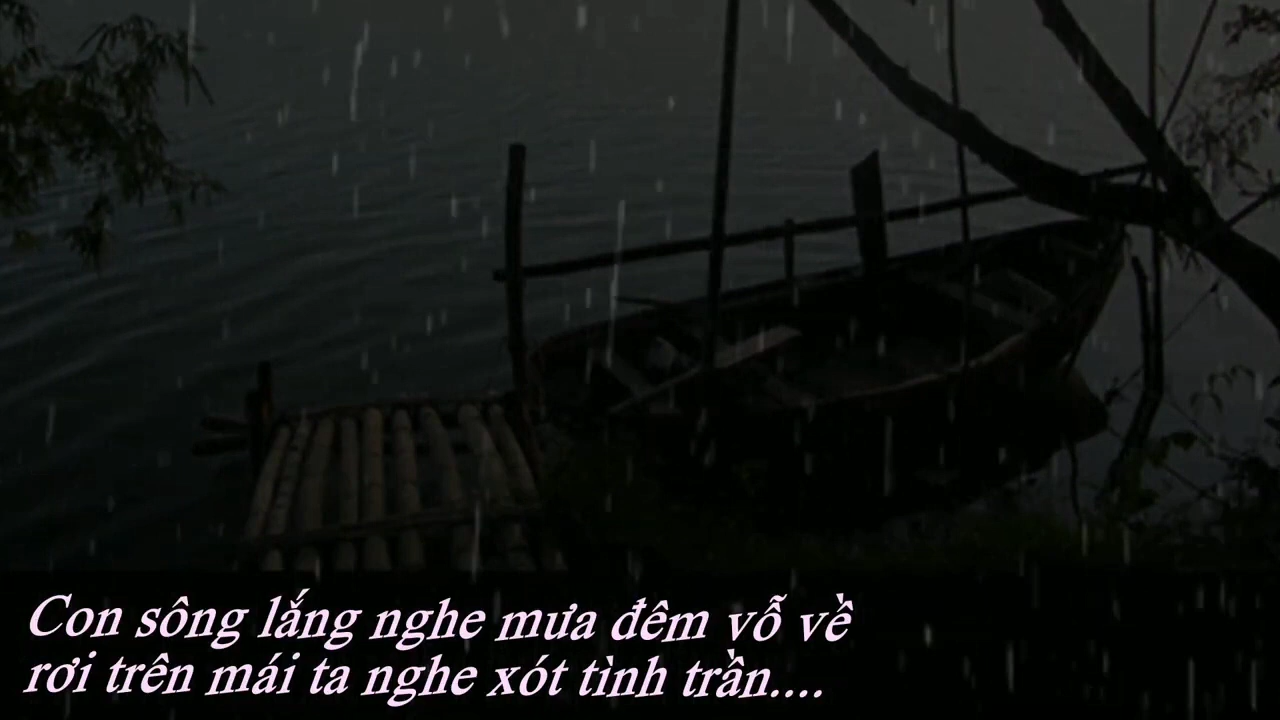 Con sông lắng nghe mưa đêm vỗ về
rơi trên mái ta nghe xót tình trần....